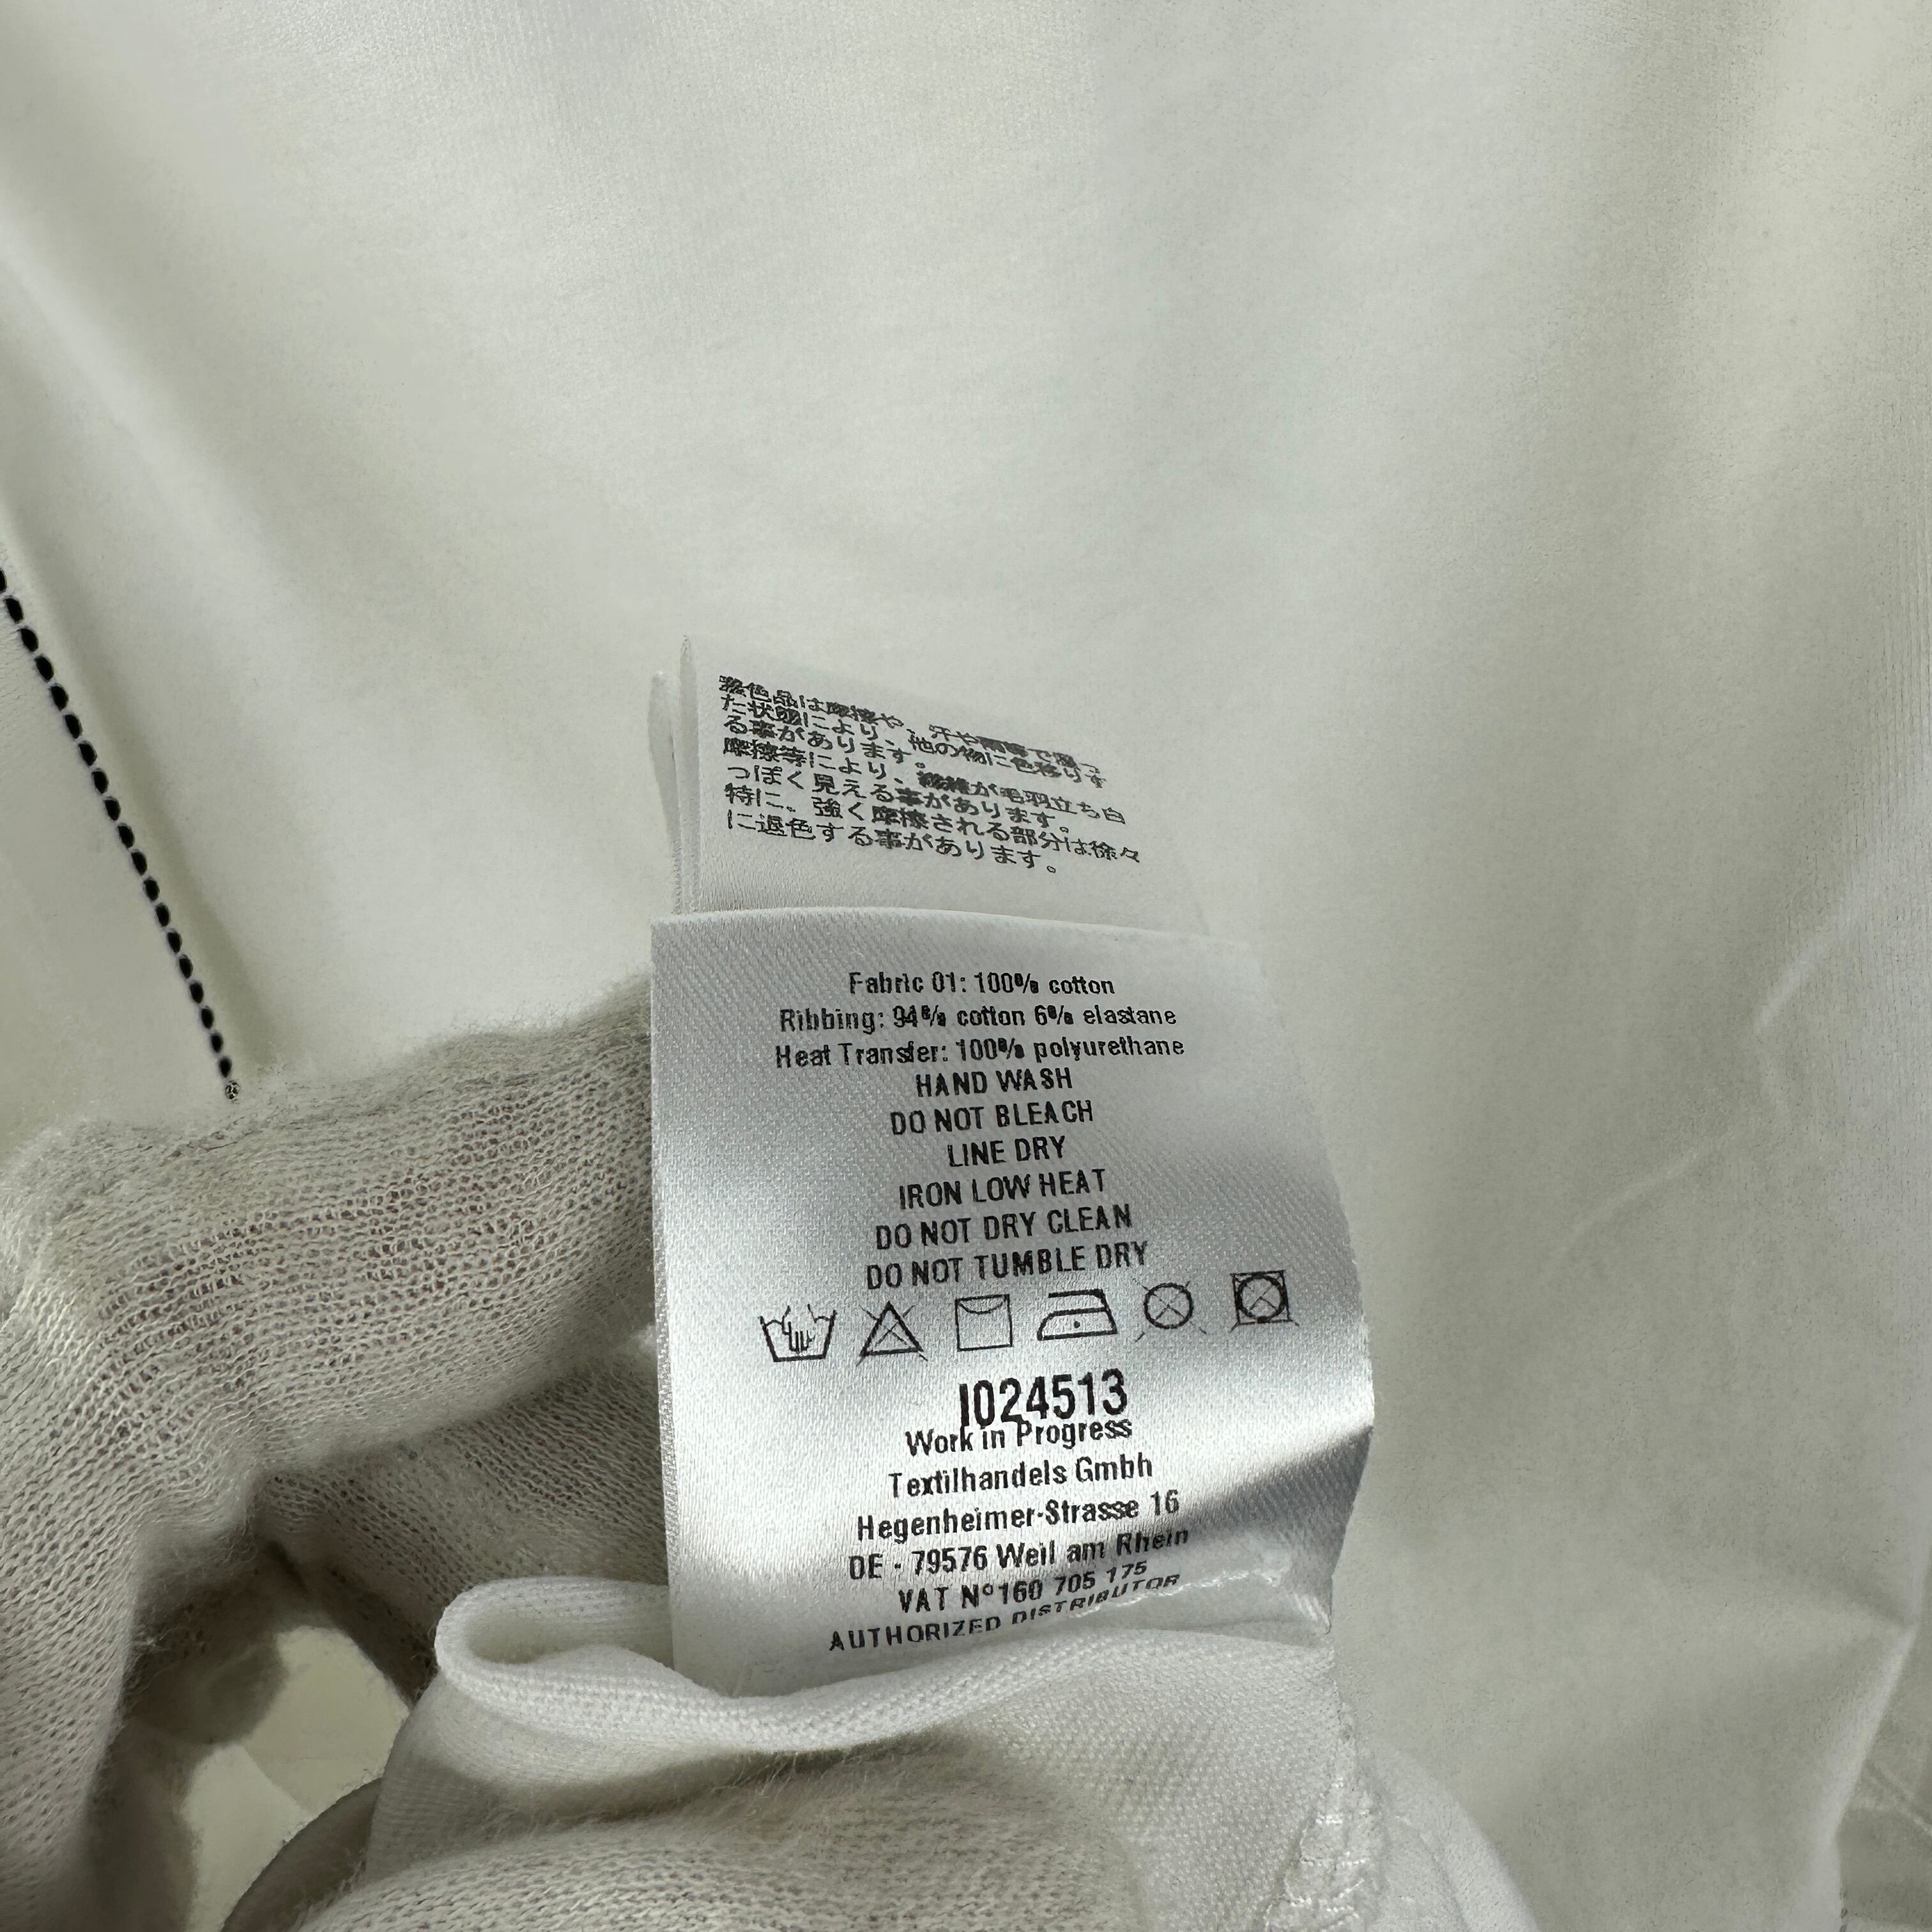 濃色品は摩擦や、汗や雨等で湿っ
た状態により、他の物に色移りす
る事があります。
摩擦等により、繊維が毛羽立ち白
っぽく見える事があります。
特に、強く摩擦される部分は徐々
に退色する事があります。
Fabric 01: 100% cotton
Ribbing: 94% cotton 6% elastane
Heat Transfer: 100% polyurethane
HAND WASH
DO NOT BLEACH
LINE DRY
IRON LOW HEAT
DO NOT DRY CLEAN
DO NOT TUMBLE DRY
I024513
Work in Progress
Textilhandels Gmbh
Hegenheimer-Strasse 16
DE - 79576 Weil am Rhein
VAT N°160 705 175
AUTHORIZED DISTRIBUTOR